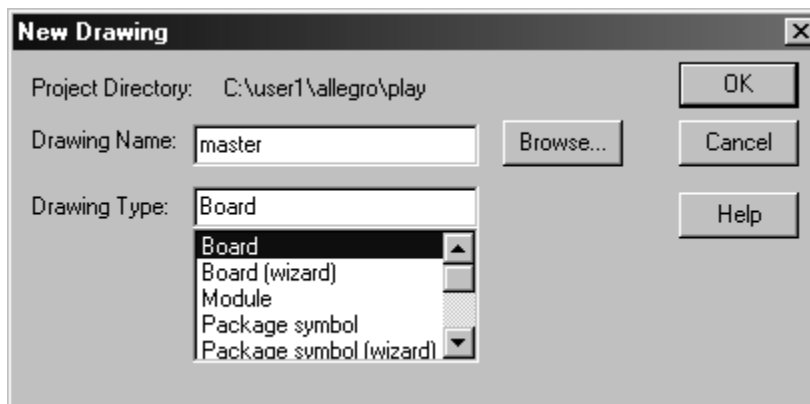 New Drawing
Project Directory: C:\user1\allegro\play
OK
Drawing Name: master
Browse...
Cancel
Drawing Type: Board
Help
Board
Board (wizard)
Module
Package symbol
Package symbol (wizard)